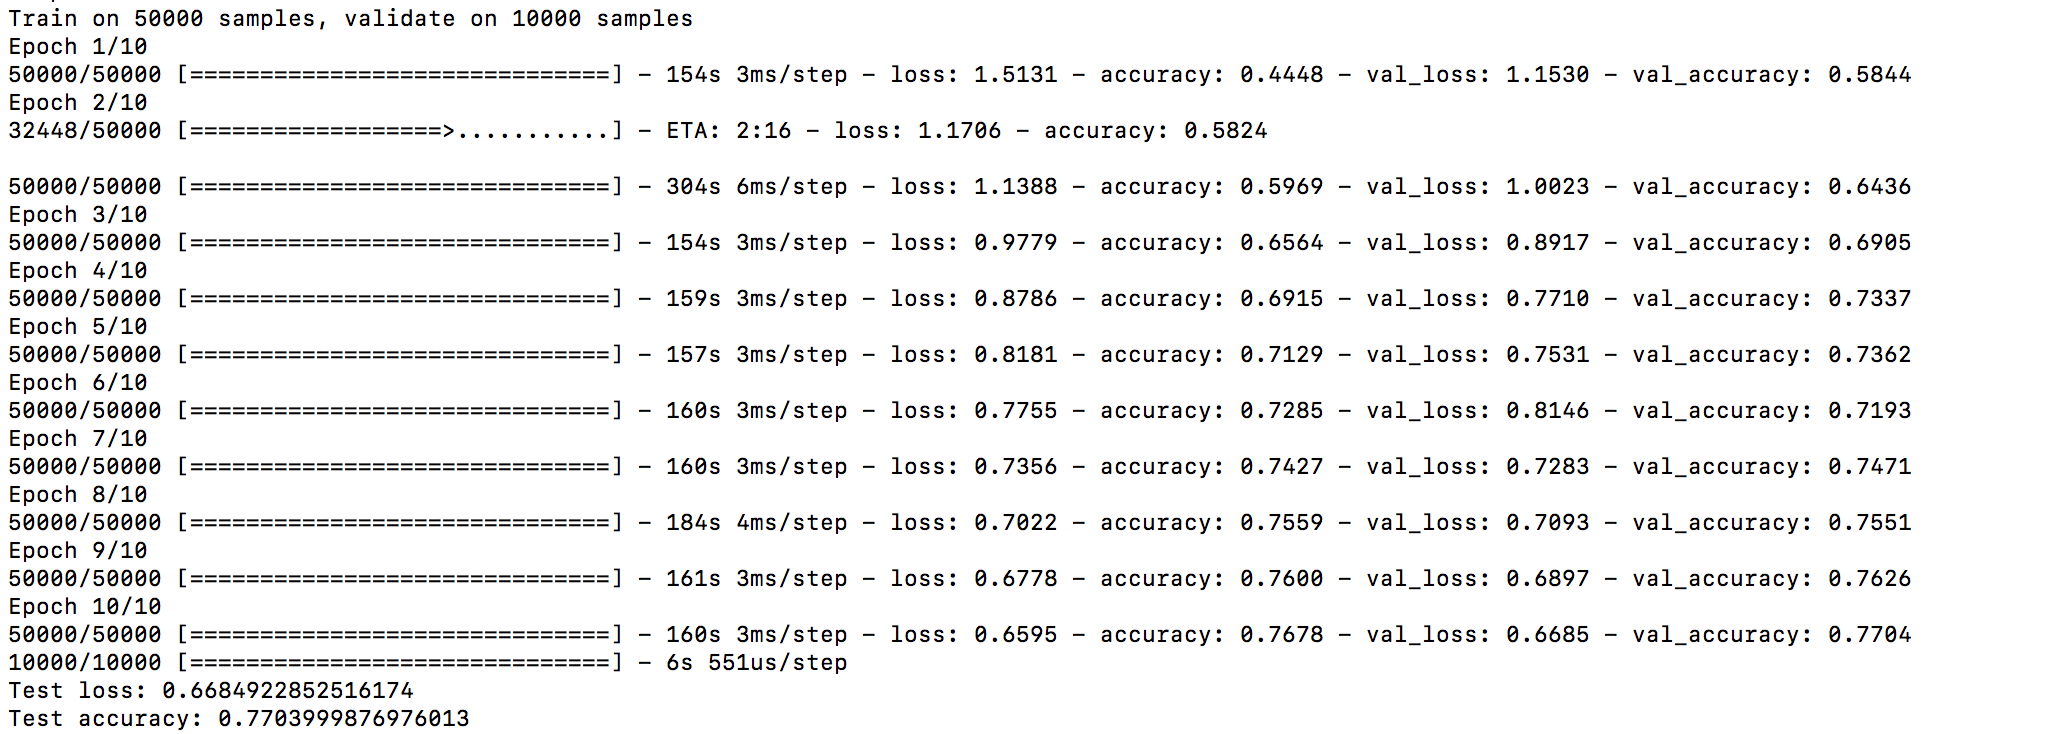 Train on 50000 samples, validate on 10000 samples
Epoch 1/10
50000/50000 [==============================] - 154s 3ms/step - loss: 1.5131 - accuracy: 0.4448 - val_loss: 1.1530 - val_accuracy: 0.5844
Epoch 2/10
32448/50000 [==================>...........] - ETA: 2:16 - loss: 1.1706 - accuracy: 0.5824
50000/50000 [==============================] - 304s 6ms/step - loss: 1.1388 - accuracy: 0.5969 - val_loss: 1.0023 - val_accuracy: 0.6436
Epoch 3/10
50000/50000 [==============================] - 154s 3ms/step - loss: 0.9779 - accuracy: 0.6564 - val_loss: 0.8917 - val_accuracy: 0.6905
Epoch 4/10
50000/50000 [==============================] - 159s 3ms/step - loss: 0.8786 - accuracy: 0.6915 - val_loss: 0.7710 - val_accuracy: 0.7337
Epoch 5/10
50000/50000 [==============================] - 157s 3ms/step - loss: 0.8181 - accuracy: 0.7129 - val_loss: 0.7531 - val_accuracy: 0.7362
Epoch 6/10
50000/50000 [==============================] - 160s 3ms/step - loss: 0.7755 - accuracy: 0.7285 - val_loss: 0.8146 - val_accuracy: 0.7193
Epoch 7/10
50000/50000 [==============================] - 160s 3ms/step - loss: 0.7356 - accuracy: 0.7427 - val_loss: 0.7283 - val_accuracy: 0.7471
Epoch 8/10
50000/50000 [==============================] - 184s 4ms/step - loss: 0.7022 - accuracy: 0.7559 - val_loss: 0.7093 - val_accuracy: 0.7551
Epoch 9/10
50000/50000 [==============================] - 161s 3ms/step - loss: 0.6778 - accuracy: 0.7600 - val_loss: 0.6897 - val_accuracy: 0.7626
Epoch 10/10
50000/50000 [==============================] - 160s 3ms/step - loss: 0.6595 - accuracy: 0.7678 - val_loss: 0.6685 - val_accuracy: 0.7704
10000/10000 [==============================] - 6s 551us/step
Test loss: 0.6684922852516174
Test accuracy: 0.7703999876976013